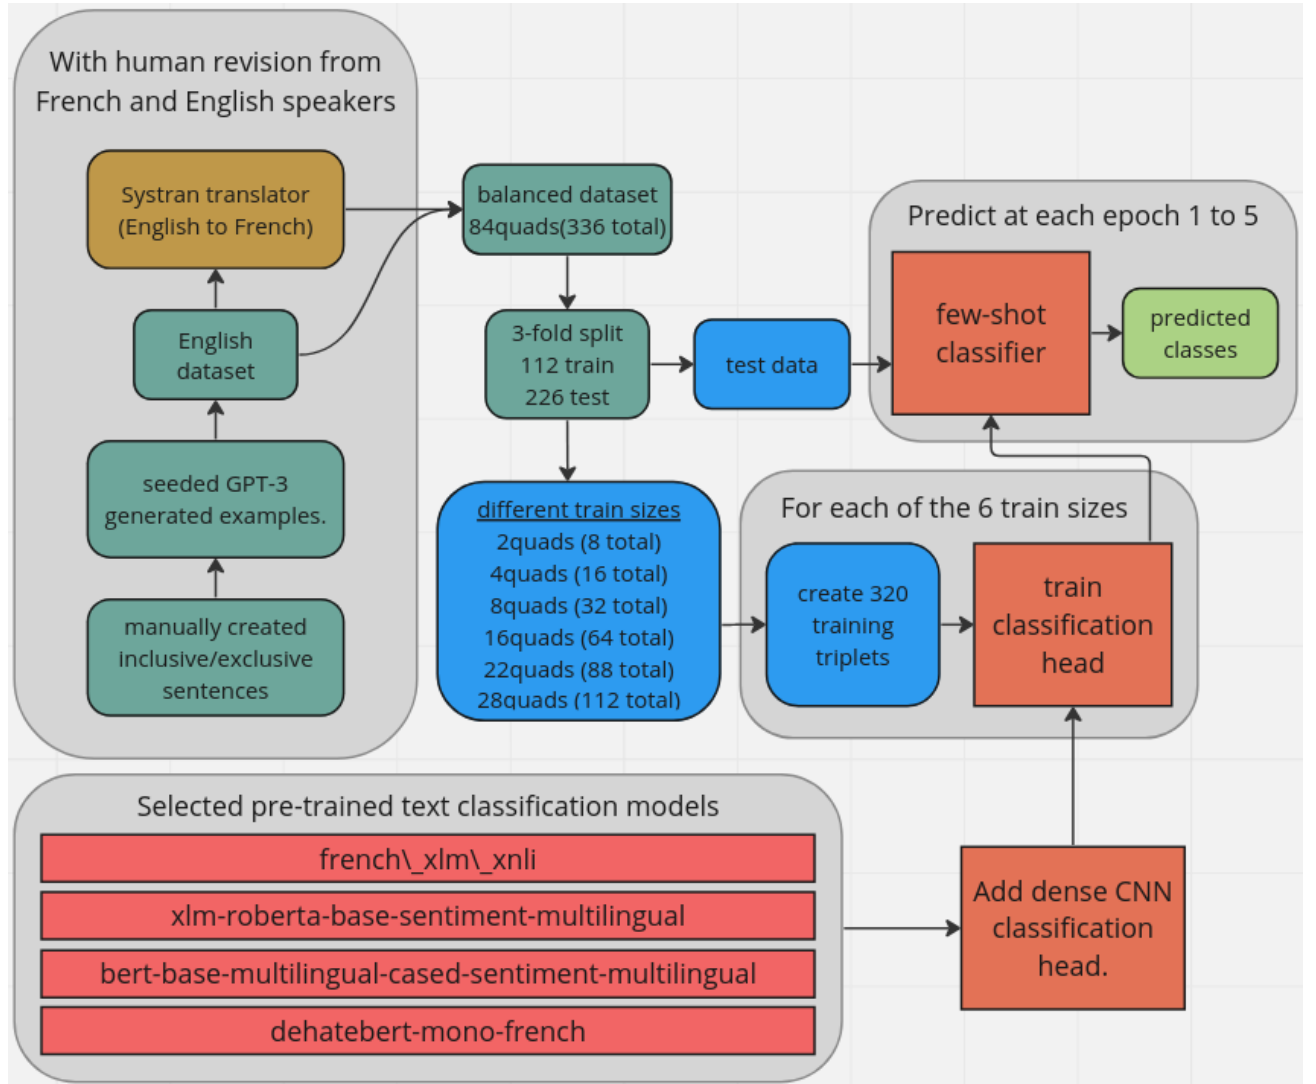 With human revision from
French and English speakers
Systran translator
(English to French)
English
dataset
seeded GPT-3
generated examples.
manually created
inclusive/exclusive
sentences
balanced dataset
84quads(336 total)
3-fold split
112 train
226 test
test data
Predict at each epoch 1 to 5
few-shot
classifier
predicted
classes
different train sizes
2quads (8 total)
4quads (16 total)
8quads (32 total)
16quads (64 total)
22quads (88 total)
28quads (112 total)
For each of the 6 train sizes
create 320
training
triplets
train
classification
head
Selected pre-trained text classification models
french\_xlm\_xnli
xlm-roberta-base-sentiment-multilingual
bert-base-multilingual-cased-sentiment-multilingual
dehatebert-mono-french
Add dense CNN
classification
head.